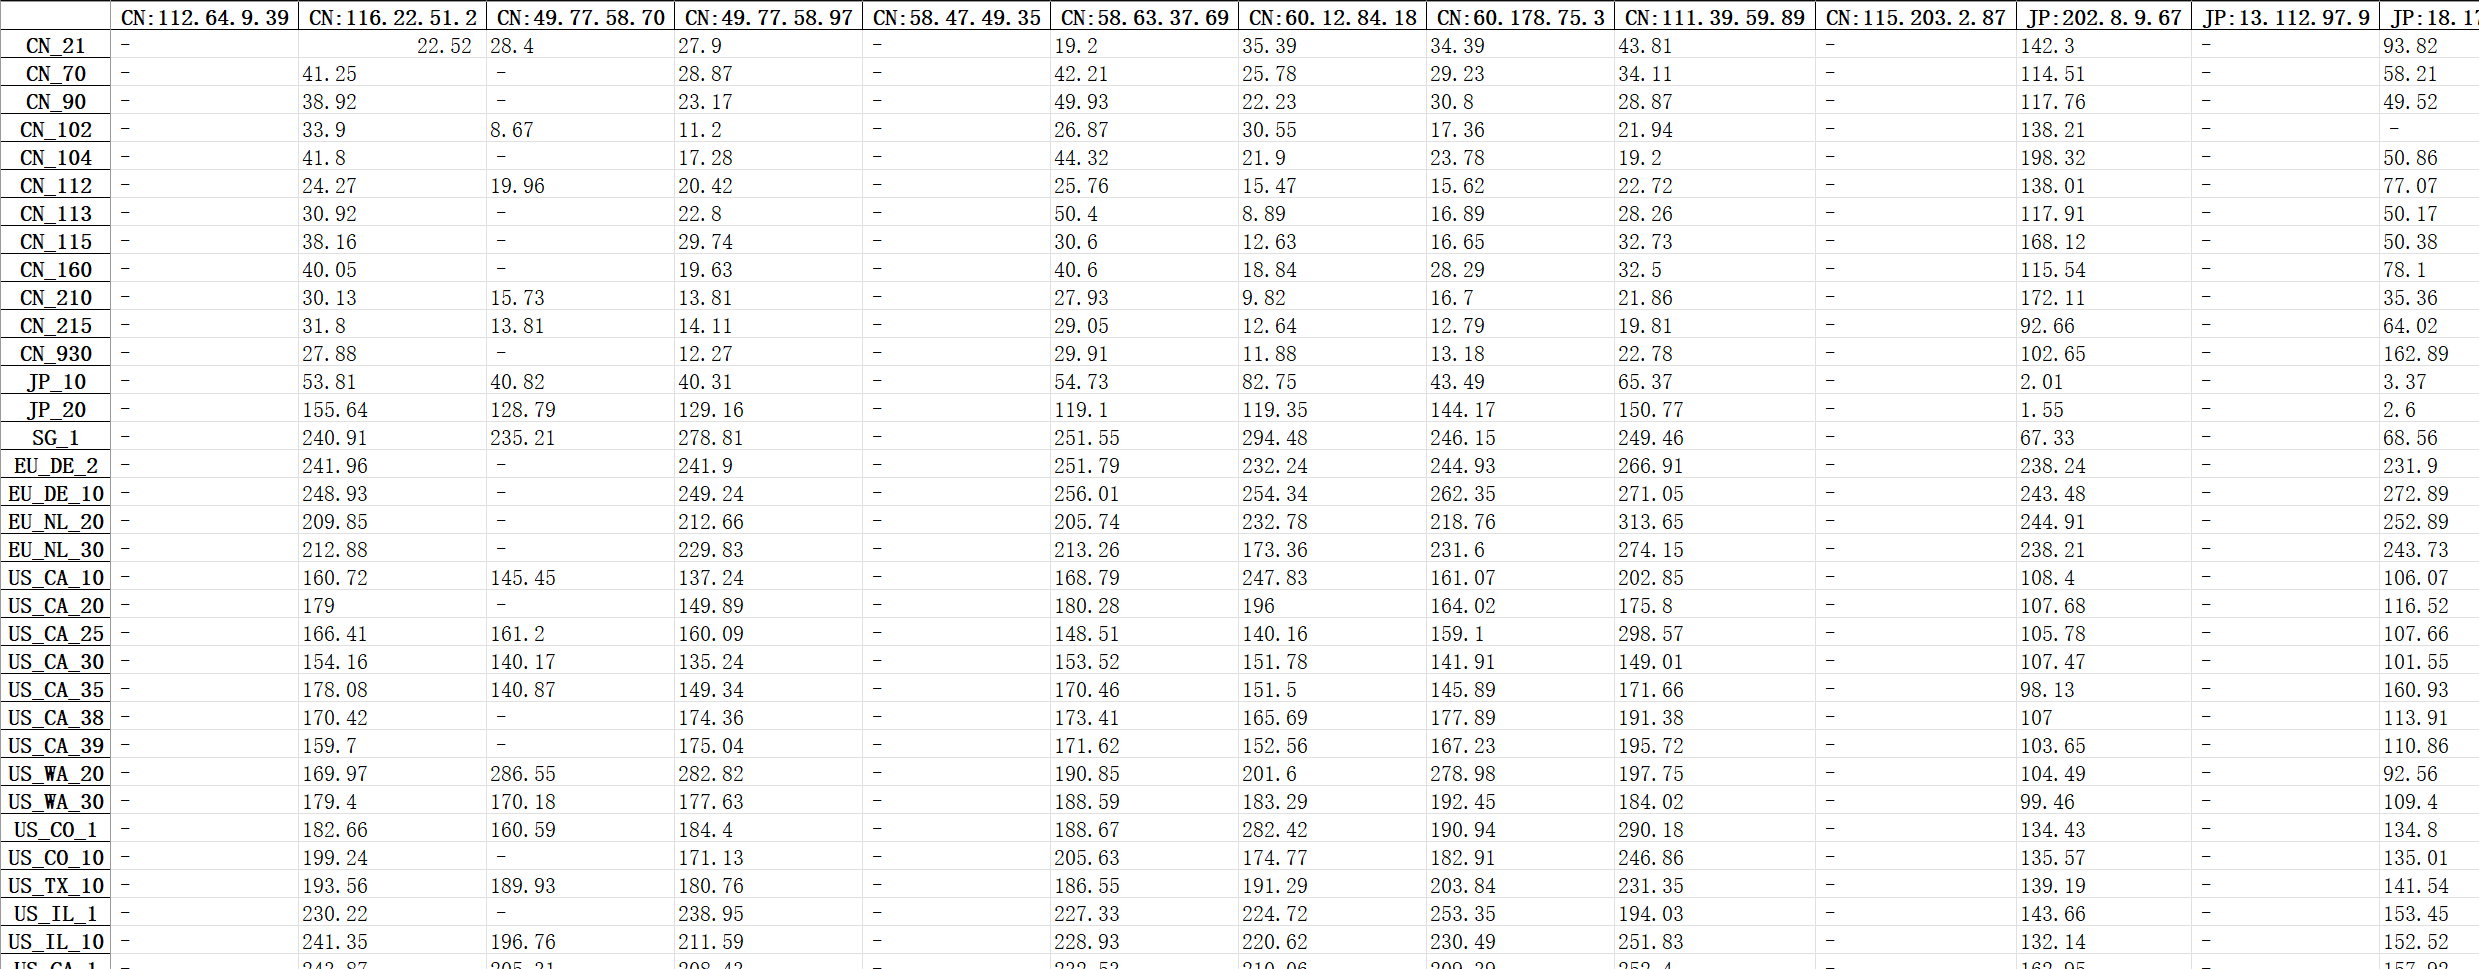 CN:112.64.9.39 CN:116.22.51.2 CN:49.77.58.70 CN:49.77.58.97 CN:58.47.49.35 CN:58.63.37.69 CN:60.12.84.18 CN:60.178.75.3 CN:111.39.59.89 CN:115.203.2.87 JP:202.8.9.67 JP:13.112.97.9 JP:18.17
CN_21 - 22.52 28.4 27.9 - 19.2 35.39 34.39 43.81 - 142.3 - 93.82
CN_70 - 41.25 - 28.87 - 42.21 25.78 29.23 34.11 - 114.51 - 58.21
CN_90 - 38.92 - 23.17 - 49.93 22.23 30.8 28.87 - 117.76 - 49.52
CN_102 - 33.9 8.67 11.2 - 26.87 30.55 17.36 21.94 - 138.21 - -
CN_104 - 41.8 - 17.28 - 44.32 21.9 23.78 19.2 - 198.32 - 50.86
CN_112 - 24.27 19.96 20.42 - 25.76 15.47 15.62 22.72 - 138.01 - 77.07
CN_113 - 30.92 - 22.8 - 50.4 8.89 16.89 28.26 - 117.91 - 50.17
CN_115 - 38.16 - 29.74 - 30.6 12.63 16.65 32.73 - 168.12 - 50.38
CN_160 - 40.05 - 19.63 - 40.6 18.84 28.29 32.5 - 115.54 - 78.1
CN_210 - 30.13 15.73 13.81 - 27.93 9.82 16.7 21.86 - 172.11 - 35.36
CN_215 - 31.8 13.81 14.11 - 29.05 12.64 12.79 19.81 - 92.66 - 64.02
CN_930 - 27.88 - 12.27 - 29.91 11.88 13.18 22.78 - 102.65 - 162.89
JP_10 - 53.81 40.82 40.31 - 54.73 82.75 43.49 65.37 - 2.01 - 3.37
JP_20 - 155.64 128.79 129.16 - 119.1 119.35 144.17 150.77 - 1.55 - 2.6
SG_1 - 240.91 235.21 278.81 - 251.55 294.48 246.15 249.46 - 67.33 - 68.56
EU_DE_2 - 241.96 - 241.9 - 251.79 232.24 244.93 266.91 - 238.24 - 231.9
EU_DE_10 - 248.93 - 249.24 - 256.01 254.34 262.35 271.05 - 243.48 - 272.89
EU_NL_20 - 209.85 - 212.66 - 205.74 232.78 218.76 313.65 - 244.91 - 252.89
EU_NL_30 - 212.88 - 229.83 - 213.26 173.36 231.6 274.15 - 238.21 - 243.73
US_CA_10 - 160.72 145.45 137.24 - 168.79 247.83 161.07 202.85 - 108.4 - 106.07
US_CA_20 - 179 - 149.89 - 180.28 196 164.02 175.8 - 107.68 - 116.52
US_CA_25 - 166.41 161.2 160.09 - 148.51 140.16 159.1 298.57 - 105.78 - 107.66
US_CA_30 - 154.16 140.17 135.24 - 153.52 151.78 141.91 149.01 - 107.47 - 101.55
US_CA_35 - 178.08 140.87 149.34 - 170.46 151.5 145.89 171.66 - 98.13 - 160.93
US_CA_38 - 170.42 - 174.36 - 173.41 165.69 177.89 191.38 - 107 - 113.91
US_CA_39 - 159.7 - 175.04 - 171.62 152.56 167.23 195.72 - 103.65 - 110.86
US_WA_20 - 169.97 286.55 282.82 - 190.85 201.6 278.98 197.75 - 104.49 - 92.56
US_WA_30 - 179.4 170.18 177.63 - 188.59 183.29 192.45 184.02 - 99.46 - 109.4
US_CO_1 - 182.66 160.59 184.4 - 188.67 282.42 190.94 290.18 - 134.43 - 134.8
US_CO_10 - 199.24 - 171.13 - 205.63 174.77 182.91 246.86 - 135.57 - 135.01
US_TX_10 - 193.56 189.93 180.76 - 186.55 191.29 203.84 231.35 - 139.19 - 141.54
US_IL_1 - 230.22 - 238.95 - 227.33 224.72 253.35 194.03 - 143.66 - 153.45
US_IL_10 - 241.35 196.76 211.59 - 228.93 220.62 230.49 251.83 - 132.14 - 152.52